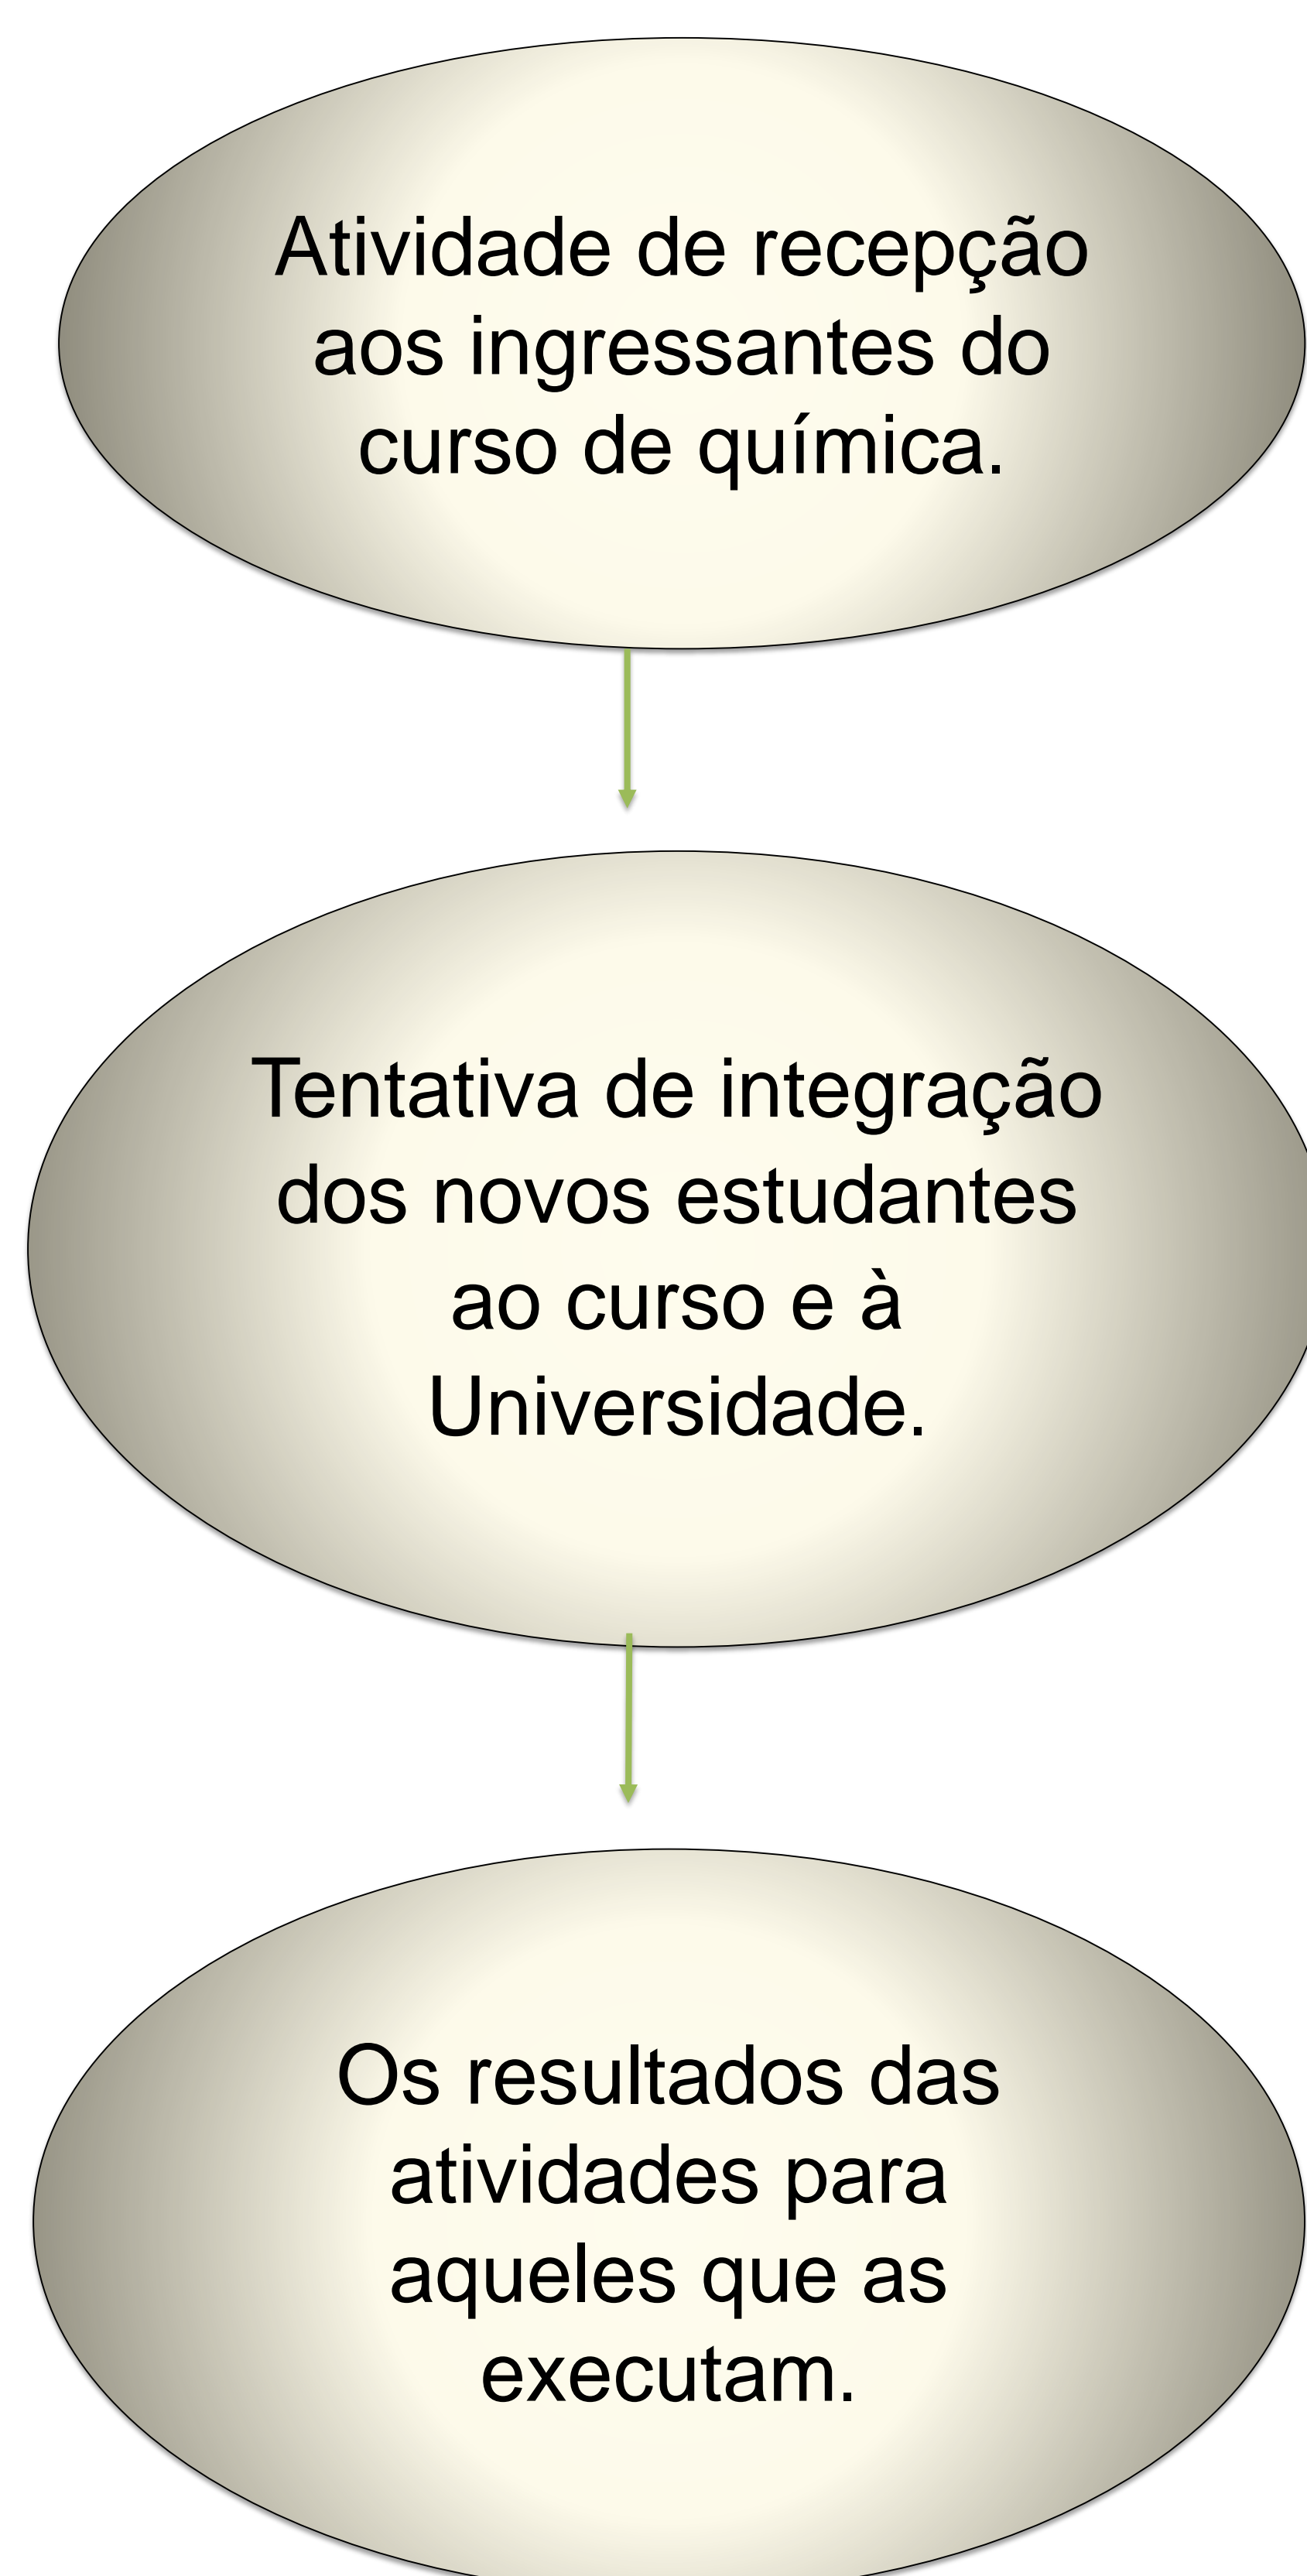 Atividade de recepção
aos ingressantes do
curso de química.
Tentativa de integração
dos novos estudantes
ao curso e à
Universidade.
Os resultados das
atividades para
aqueles que as
executam.